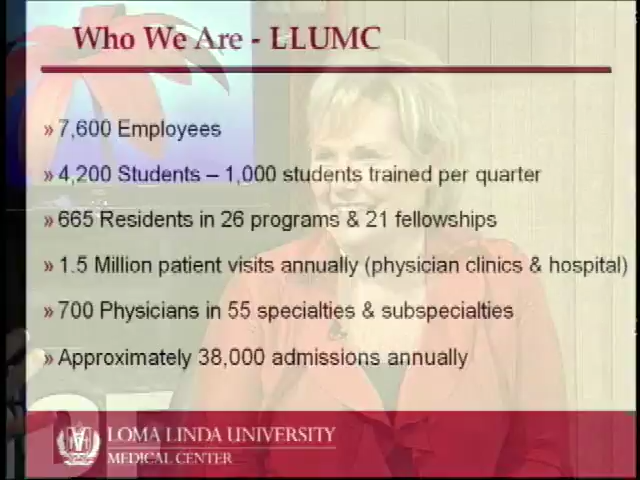 Who We Are - LLUMC
» 7,600 Employees
» 4,200 Students – 1,000 students trained per quarter
» 665 Residents in 26 programs & 21 fellowships
» 1.5 Million patient visits annually (physician clinics & hospital)
» 700 Physicians in 55 specialties & subspecialties
» Approximately 38,000 admissions annually
LOMA LINDA UNIVERSITY
MEDICAL CENTER